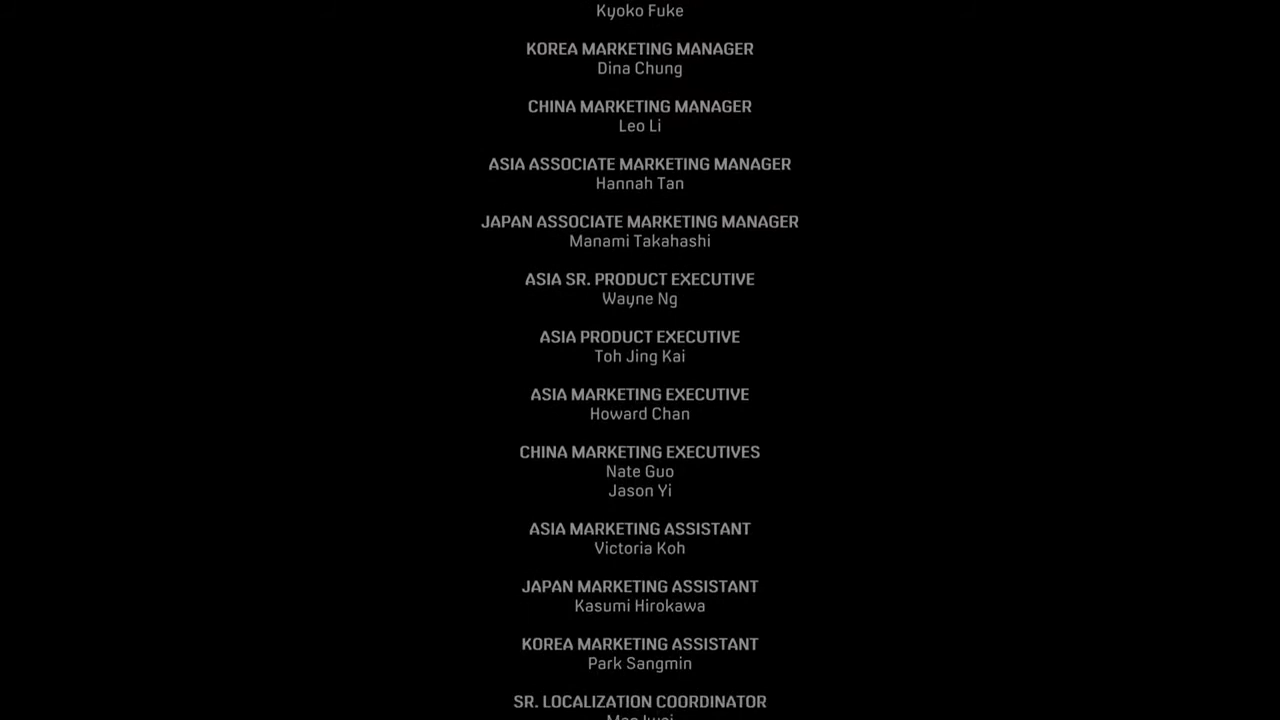 Kyoko Fuke
KOREA MARKETING MANAGER
Dina Chung
CHINA MARKETING MANAGER
Leo Li
ASIA ASSOCIATE MARKETING MANAGER
Hannah Tan
JAPAN ASSOCIATE MARKETING MANAGER
Manami Takahashi
ASIA SR. PRODUCT EXECUTIVE
Wayne Ng
ASIA PRODUCT EXECUTIVE
Toh Jing Kai
ASIA MARKETING EXECUTIVE
Howard Chan
CHINA MARKETING EXECUTIVES
Nate Guo
Jason Yi
ASIA MARKETING ASSISTANT
Victoria Koh
JAPAN MARKETING ASSISTANT
Kasumi Hirokawa
KOREA MARKETING ASSISTANT
Park Sangmin
SR. LOCALIZATION COORDINATOR